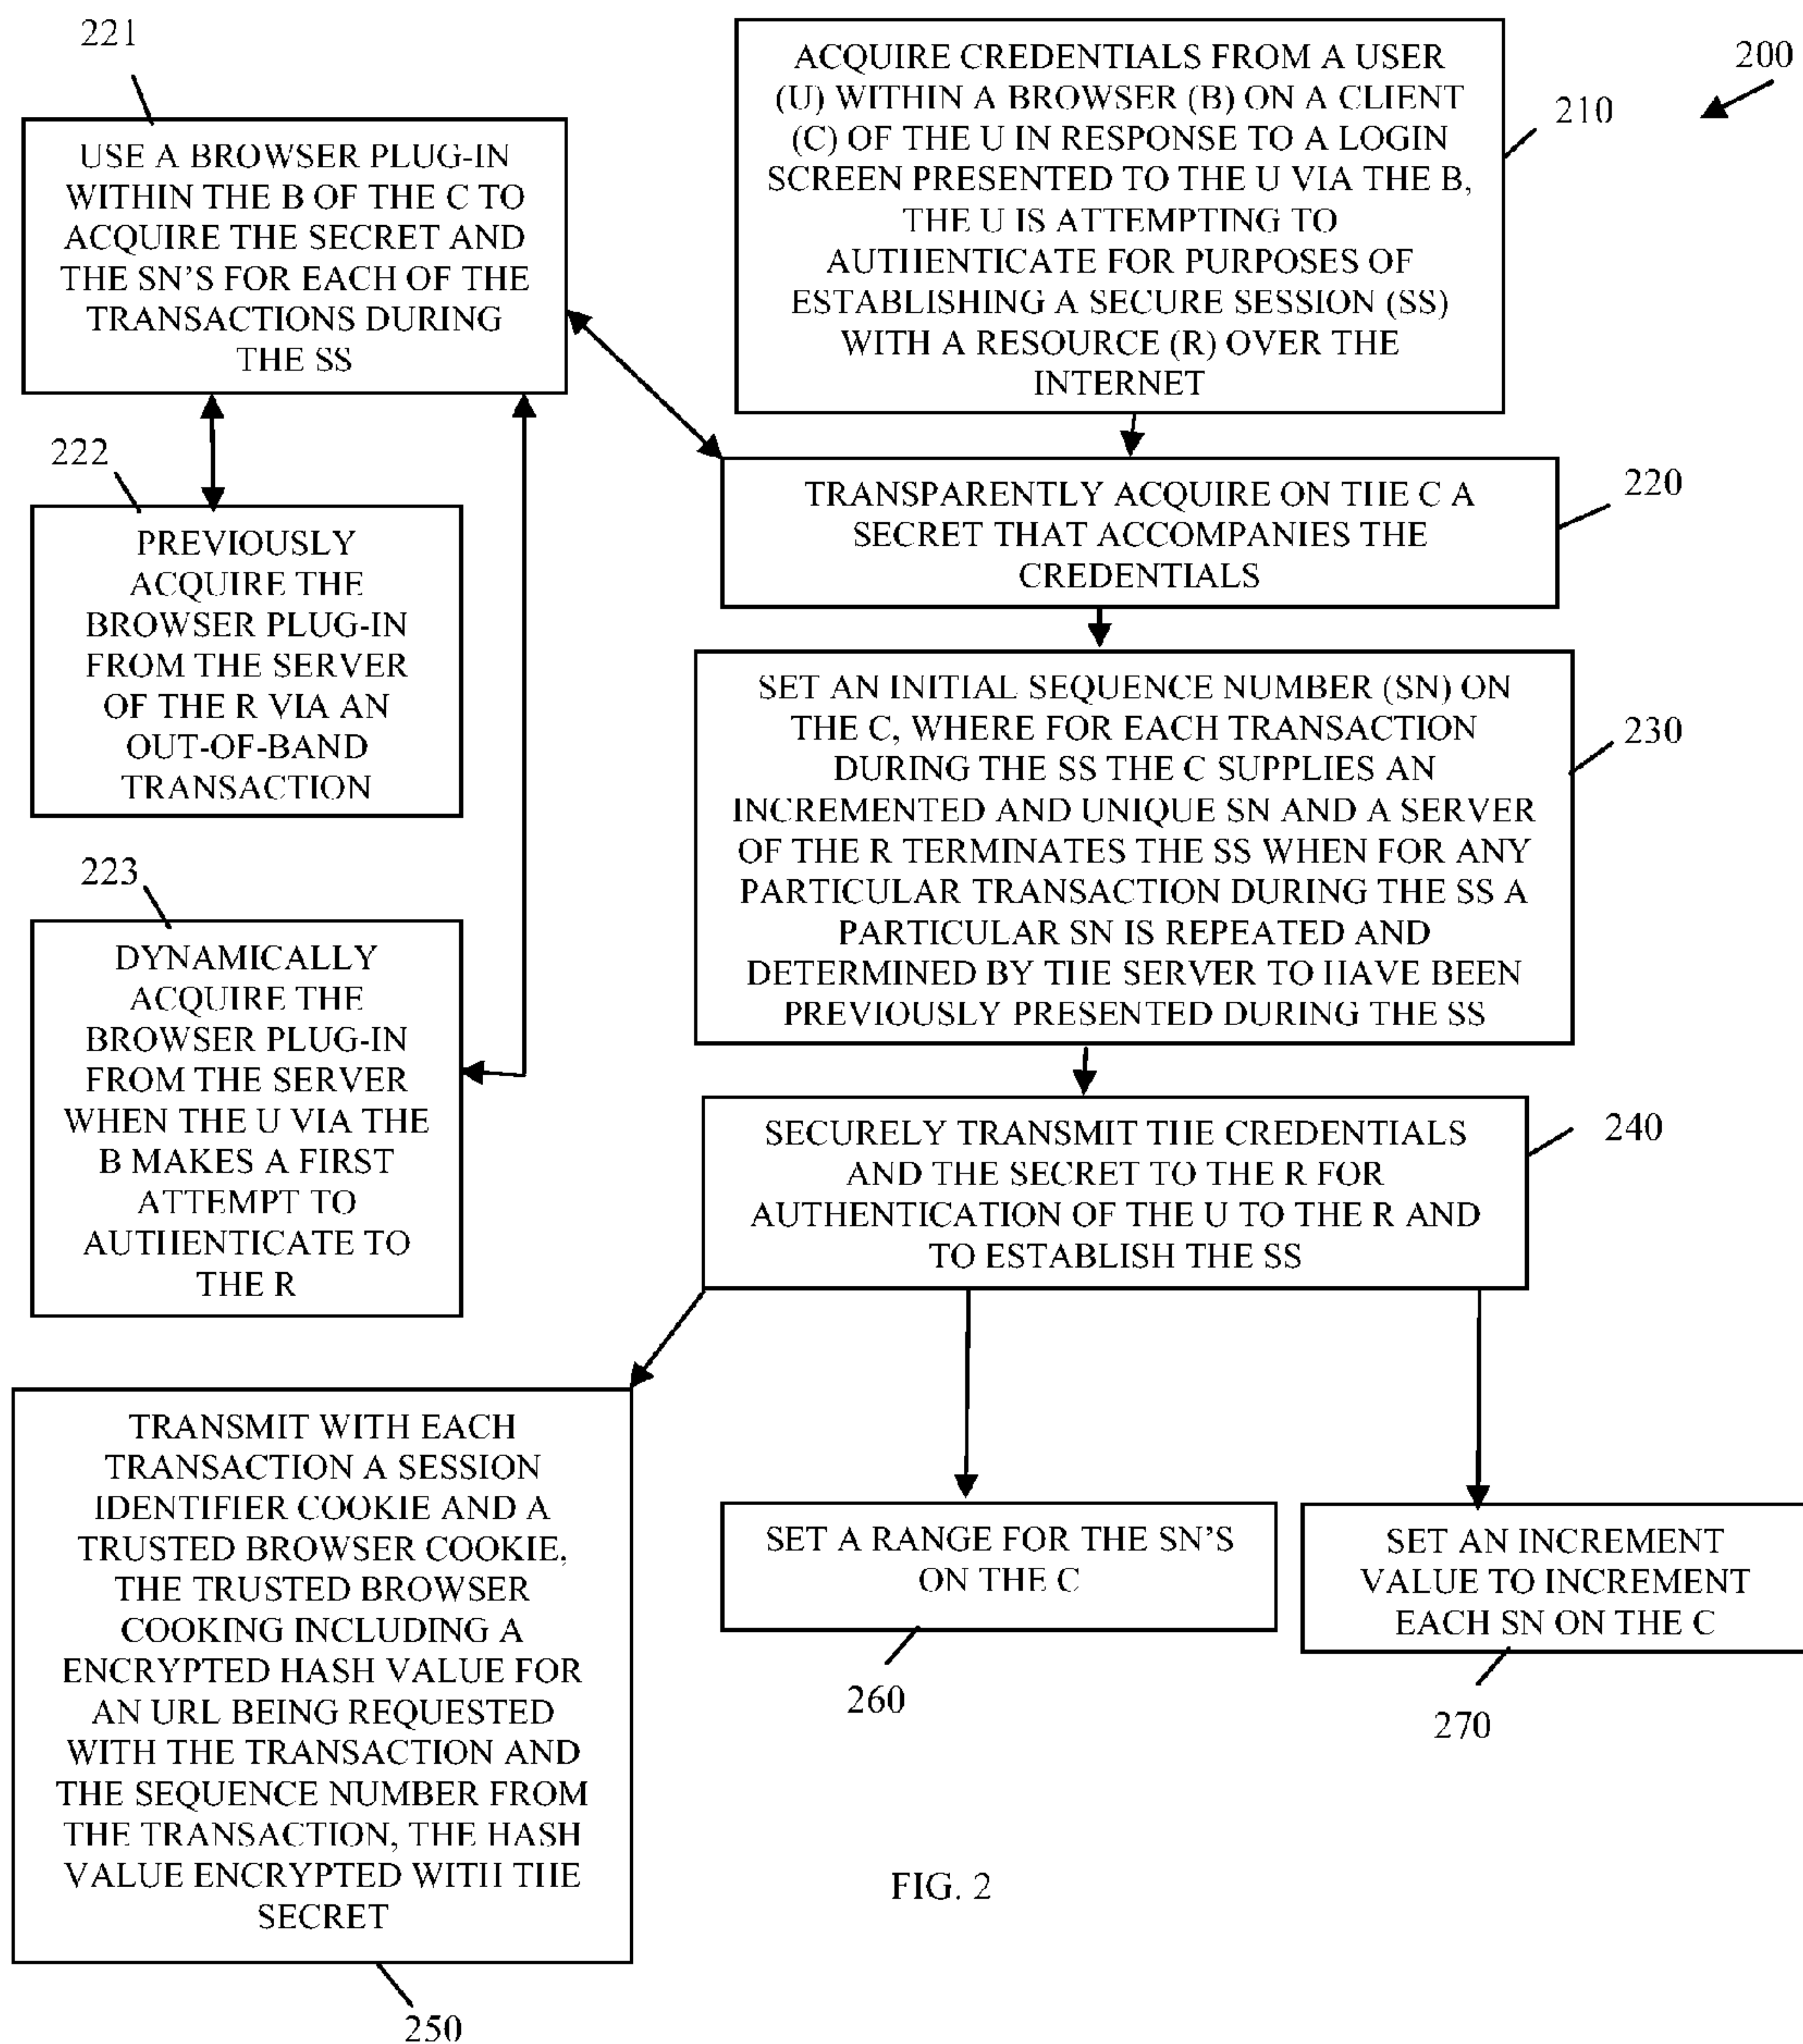 221
USE A BROWSER PLUG-IN
WITHIN THE B OF THE C TO
ACQUIRE THE SECRET AND
THE SN'S FOR EACH OF THE
TRANSACTIONS DURING
THE SS
ACQUIRE CREDENTIALS FROM A USER
(U) WITHIN A BROWSER (B) ON A CLIENT
(C) OF THE U IN RESPONSE TO A LOGIN
SCREEN PRESENTED TO THE U VIA THE B,
THE U IS ATTEMPTING TO
AUTHENTICATE FOR PURPOSES OF
ESTABLISHING A SECURE SESSION (SS)
WITH A RESOURCE (R) OVER THE
INTERNET
210
200
222
PREVIOUSLY
ACQUIRE THE
BROWSER PLUG-IN
FROM THE SERVER
OF THE R VIA AN
OUT-OF-BAND
TRANSACTION
TRANSPARENTLY ACQUIRE ON THE C A
SECRET THAT ACCOMPANIES THE
CREDENTIALS
220
SET AN INITIAL SEQUENCE NUMBER (SN) ON
THE C, WHERE FOR EACH TRANSACTION
DURING THE SS THE C SUPPLIES AN
INCREMENTED AND UNIQUE SN AND A SERVER
OF THE R TERMINATES THE SS WHEN FOR ANY
PARTICULAR TRANSACTION DURING THE SS A
PARTICULAR SN IS REPEATED AND
DETERMINED BY THE SERVER TO HAVE BEEN
PREVIOUSLY PRESENTED DURING THE SS
230
223
DYNAMICALLY
ACQUIRE THE
BROWSER PLUG-IN
FROM THE SERVER
WHEN THE U VIA THE
B MAKES A FIRST
ATTEMPT TO
AUTHENTICATE TO
THE R
SECURELY TRANSMIT THE CREDENTIALS
AND THE SECRET TO THE R FOR
AUTHENTICATION OF THE U TO THE R AND
TO ESTABLISH THE SS
240
TRANSMIT WITH EACH
TRANSACTION A SESSION
IDENTIFIER COOKIE AND A
TRUSTED BROWSER COOKIE,
THE TRUSTED BROWSER
COOKING INCLUDING A
ENCRYPTED HASH VALUE FOR
AN URL BEING REQUESTED
WITH THE TRANSACTION AND
THE SEQUENCE NUMBER FROM
THE TRANSACTION, THE HASH
VALUE ENCRYPTED WITH THE
SECRET
250
SET A RANGE FOR THE SN'S
ON THE C
260
SET AN INCREMENT
VALUE TO INCREMENT
EACH SN ON THE C
270
FIG. 2